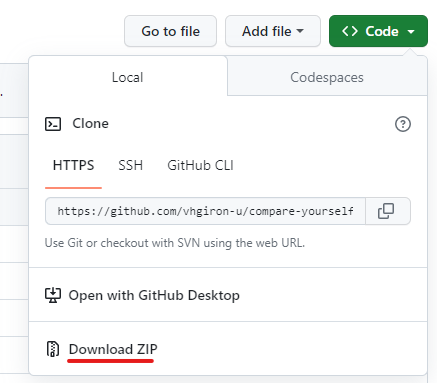 Go to file Add file <> Code
Local Codespaces
Clone
HTTPS SSH GitHub CLI
https://github.com/vhgiron-u/compare-yourself
Use Git or checkout with SVN using the web URL.
Open with GitHub Desktop
Download ZIP